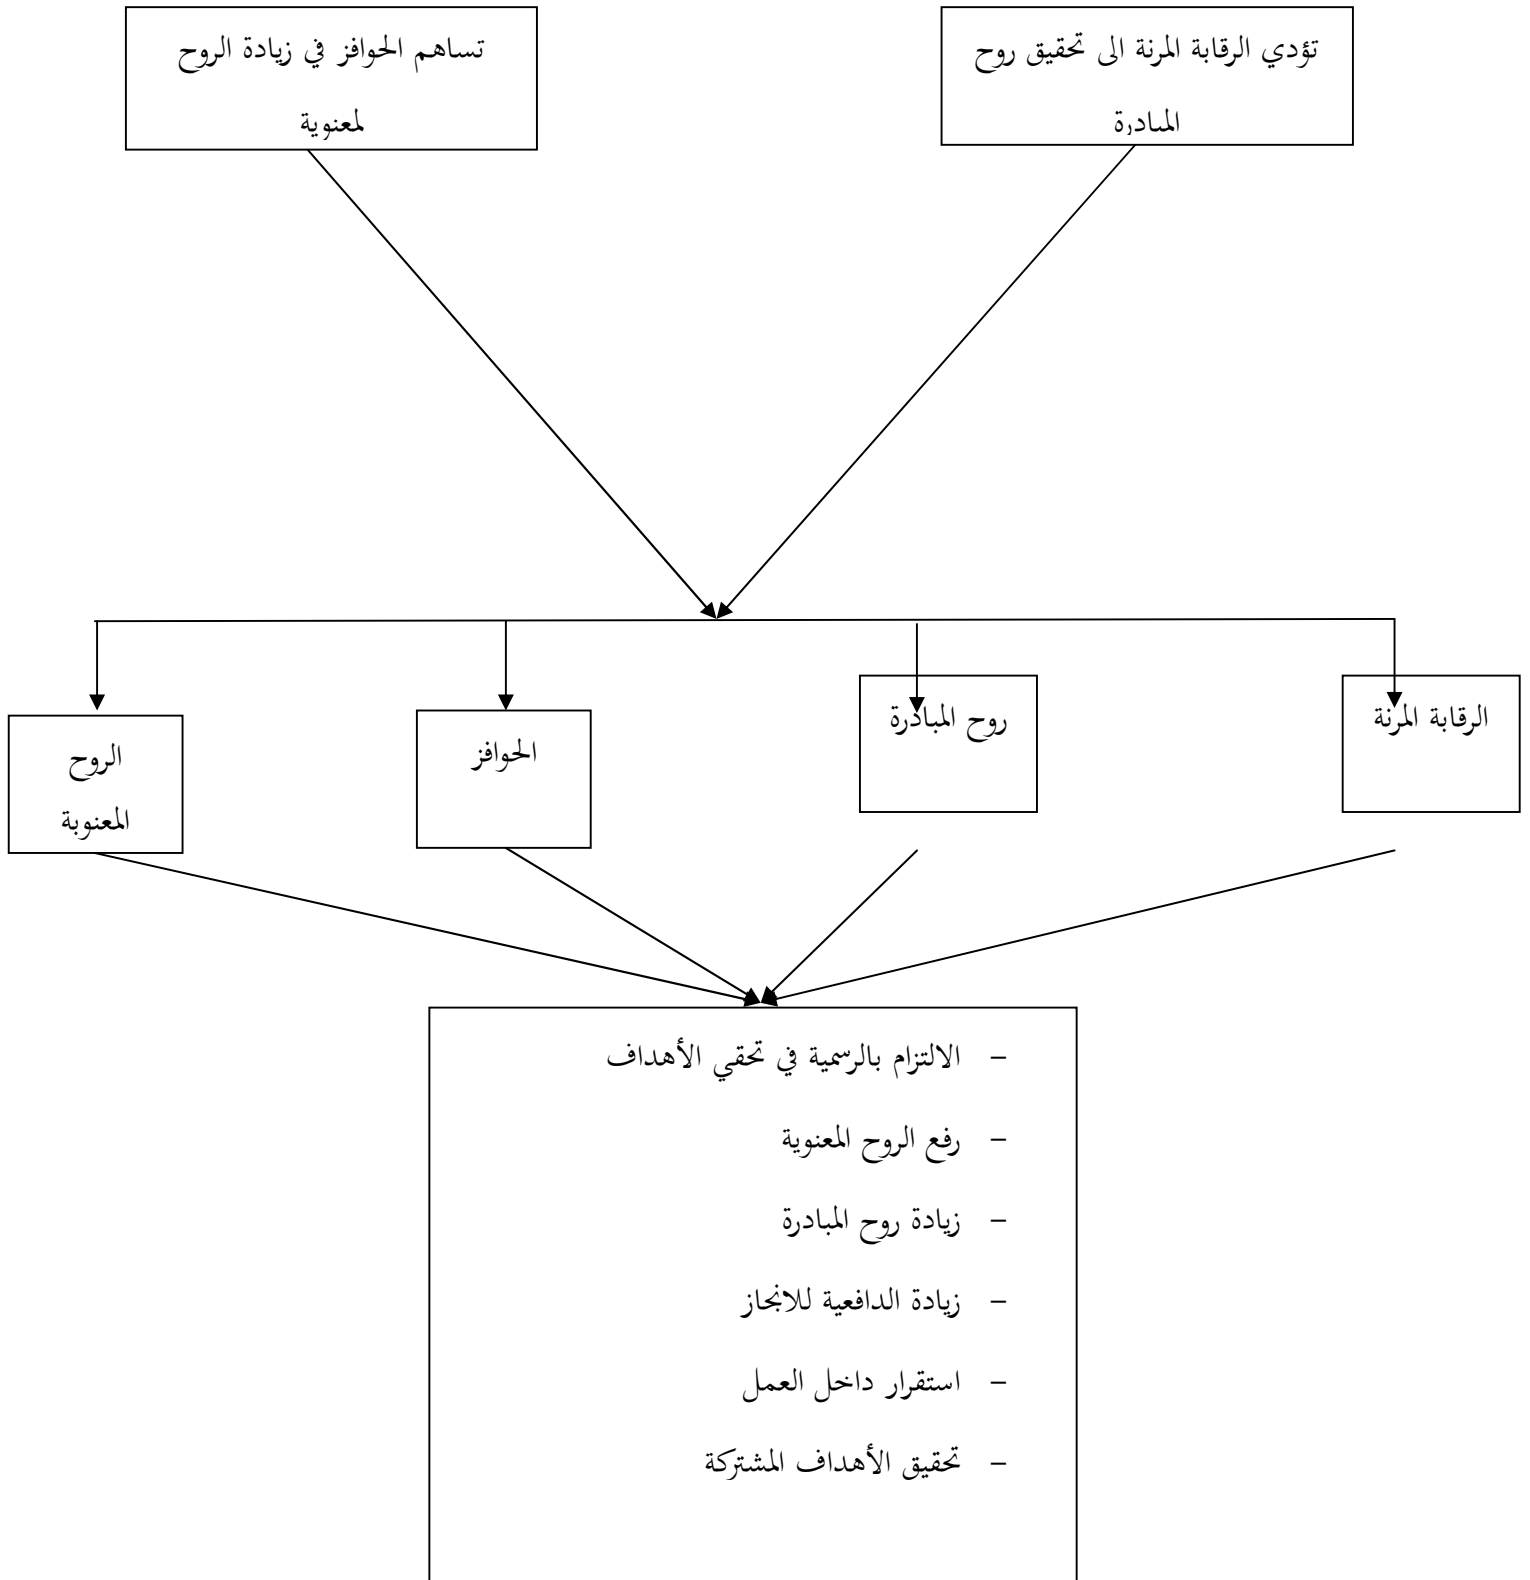 تؤدي الرقابة المرنة الى تحقيق روح
المبادرة
تساهم الحوافز في زيادة الروح
لمعنوية
الرقابة المرنة
روح المبادرة
الحوافز
الروح
المعنوية
- الالتزام بالرسمية في تحقي الأهداف
- رفع الروح المعنوية
- زيادة روح المبادرة
- زيادة الدافعية للانجاز
- استقرار داخل العمل
- تحقيق الأهداف المشتركة